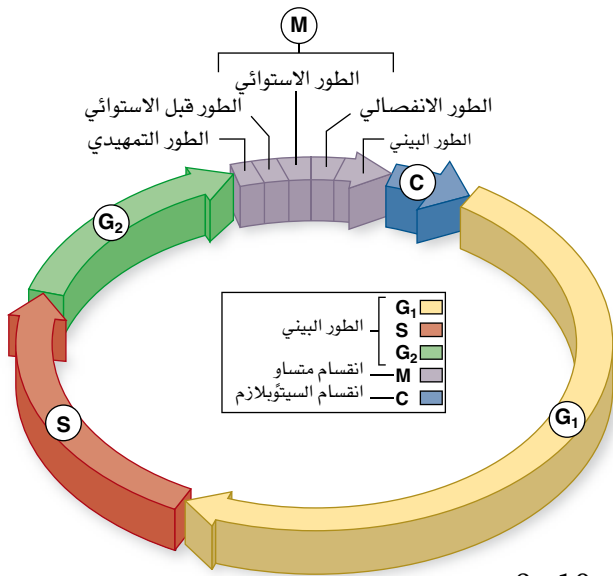 M
الطور الاستوائي
الطور قبل الاستوائي
الطور الانفصالي
الطور التمهيدي
الطور البيني
C
G₂
G₁
S
الطور البيني
G₁
S
G₂
انقسام متساو M
انقسام السيتوبلازم C